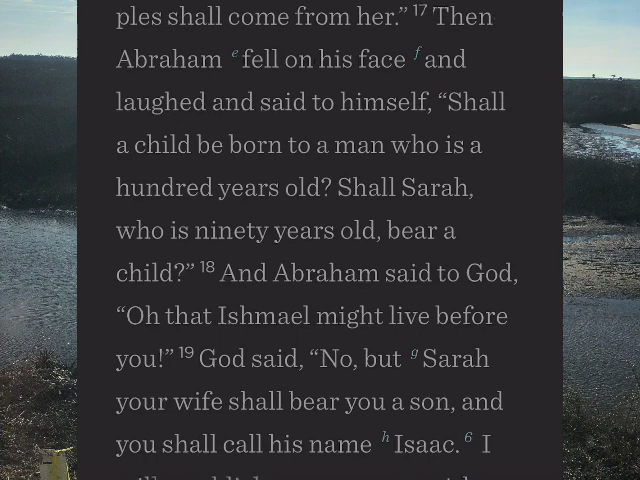 ples shall come from her.” 17 Then
Abraham e fell on his face f and
laughed and said to himself, “Shall
a child be born to a man who is a
hundred years old? Shall Sarah,
who is ninety years old, bear a
child?” 18 And Abraham said to God,
“Oh that Ishmael might live before
you!” 19 God said, “No, but g Sarah
your wife shall bear you a son, and
you shall call his name h Isaac. 6 I